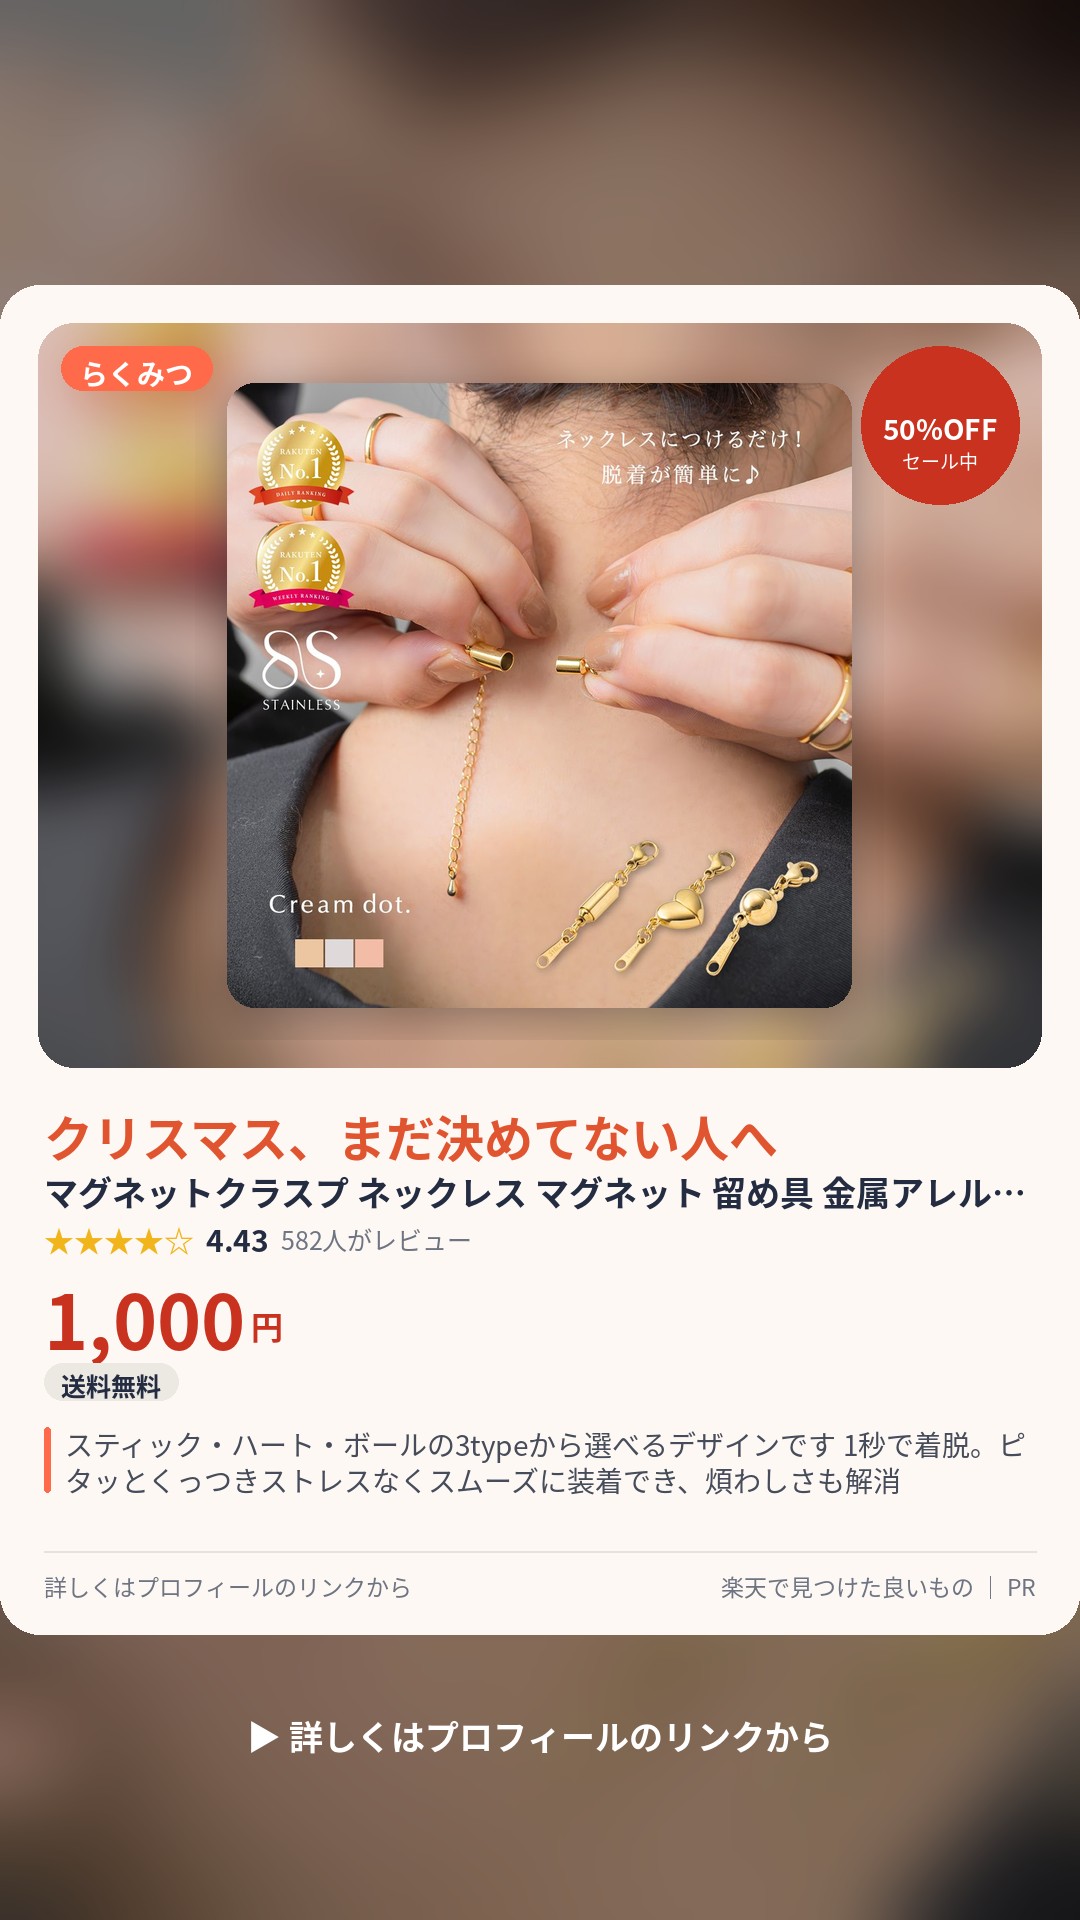 らくみつ
50%OFF
セール中
ネックレスにつけるだけ!
脱着が簡単に♪
RAKUTEN
No.1
DAILY RANKING
RAKUTEN
No.1
WEEKLY RANKING
STAINLESS
Cream dot.
クリスマス、まだ決めてない人へ
マグネットクラスプ ネックレス マグネット 留め具 金属アレル…
★★★★☆ 4.43 582人がレビュー
1,000円
送料無料
スティック・ハート・ボールの3typeから選べるデザインです 1秒で着脱。ピ
タッとくっつきストレスなくスムーズに装着でき、煩わしさも解消
詳しくはプロフィールのリンクから
楽天で見つけた良いもの｜PR
▶ 詳しくはプロフィールのリンクから